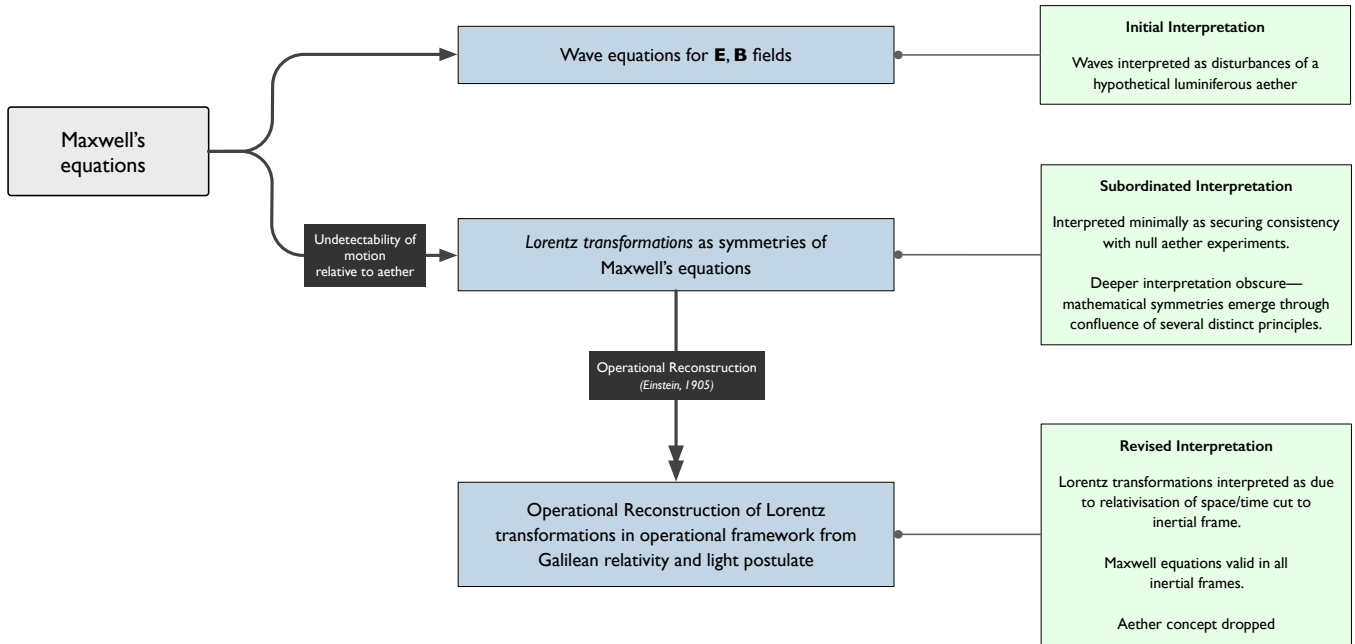 Initial Interpretation
Wave equations for E, B fields
Waves interpreted as disturbances of a
hypothetical luminiferous aether
Maxwell's
equations
Subordinated Interpretation
Undetectability of
motion
relative to aether
Lorentz transformations as symmetries of
Maxwell's equations
Interpreted minimally as securing consistency
with null aether experiments.
Deeper interpretation obscure—
mathematical symmetries emerge through
confluence of several distinct principles.
Operational Reconstruction
(Einstein, 1905)
Revised Interpretation
Operational Reconstruction of Lorentz
transformations in operational framework from
Galilean relativity and light postulate
Lorentz transformations interpreted as due
to relativisation of space/time cut to
inertial frame.
Maxwell equations valid in all
inertial frames.
Aether concept dropped